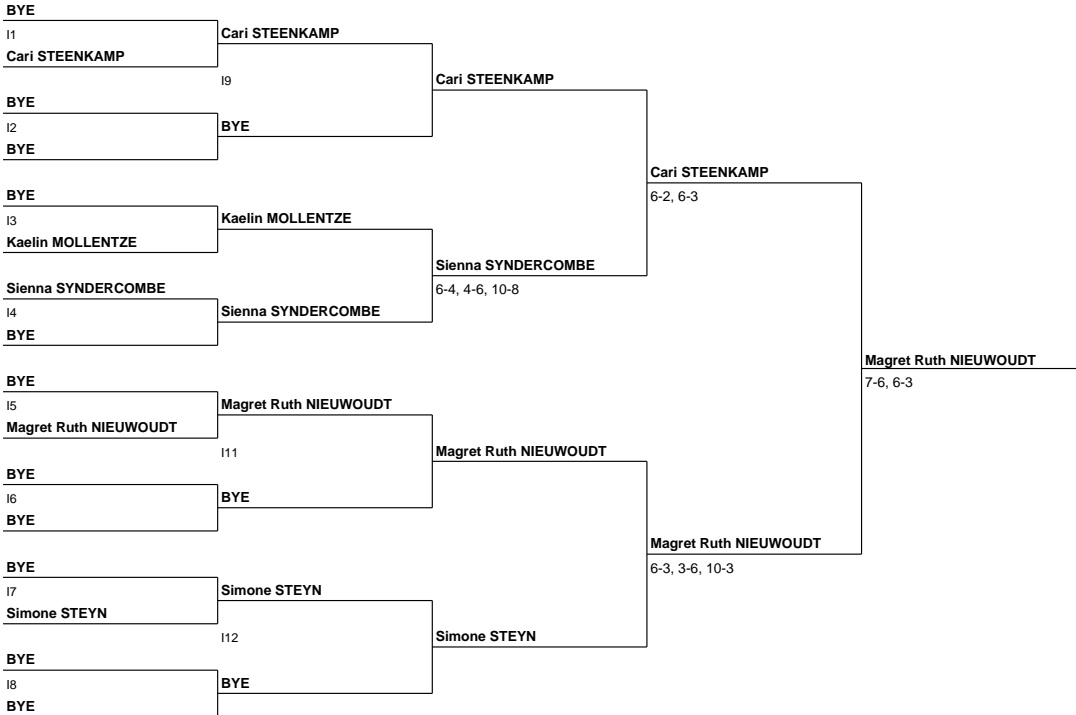 BYE
I1
Cari STEENKAMP
BYE
I2
BYE
BYE
I3
Kaelin MOLLENTZE
Sienna SYNDERCOMBE
I4
BYE
BYE
I5
Magret Ruth NIEUWOUDT
BYE
I6
BYE
BYE
I7
Simone STEYN
BYE
I8
BYE
Cari STEENKAMP
I9
BYE
Kaelin MOLLENTZE
Sienna SYNDERCOMBE
Magret Ruth NIEUWOUDT
I11
BYE
Simone STEYN
I12
BYE
Cari STEENKAMP
Sienna SYNDERCOMBE
6-4, 4-6, 10-8
Magret Ruth NIEUWOUDT
Simone STEYN
Cari STEENKAMP
6-2, 6-3
Magret Ruth NIEUWOUDT
6-3, 3-6, 10-3
Magret Ruth NIEUWOUDT
7-6, 6-3